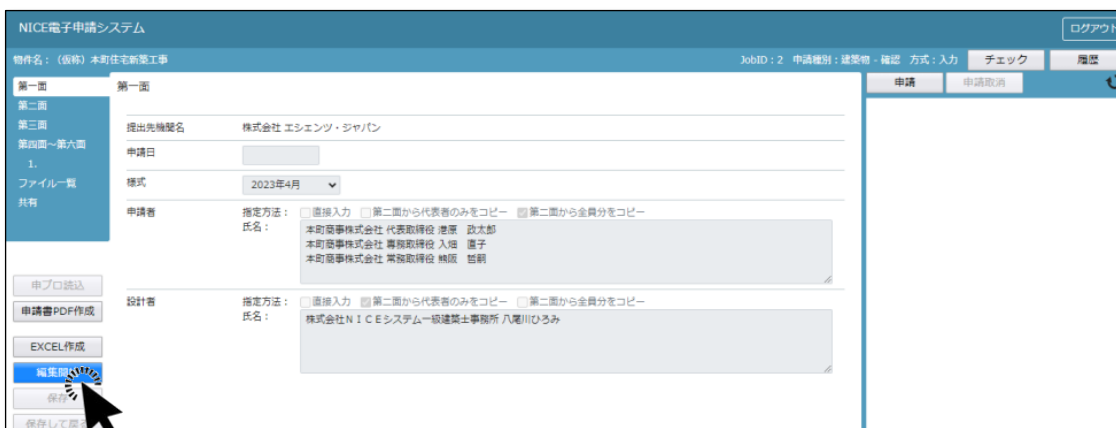 NICE電子申請システム
ログアウト
物件名：（仮称）本町住宅新築工事
JobID：2 申請種別：建築物 - 確認 方式：入力
チェック
履歴
第一面
第二面
第三面
第四面～第六面
1.
ファイル一覧
共有
申プロ読込
申請書PDF作成
EXCEL作成
編集開
保存
保存して戻る
第一面
提出先機関名 株式会社 エシェンツ・ジャパン
申請日
様式 2023年4月
申請者 指定方法： 直接入力 第二面から代表者のみをコピー 第二面から全員分をコピー
氏名：
本町商事株式会社 代表取締役 港原 政太郎
本町商事株式会社 専務取締役 入畑 直子
本町商事株式会社 常務取締役 熊阪 哲嗣
設計者 指定方法： 直接入力 第二面から代表者のみをコピー 第二面から全員分をコピー
氏名：
株式会社ＮＩＣＥシステム一級建築士事務所 八尾川ひろみ
申請
申請取消